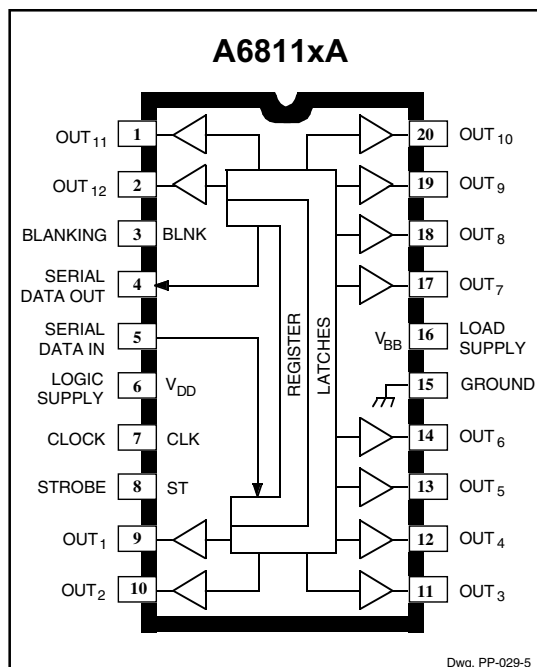 A6811xA
OUT11 1
OUT12 2
BLANKING 3 BLNK
SERIAL DATA OUT 4
SERIAL DATA IN 5
LOGIC SUPPLY 6 VDD
CLOCK 7 CLK
STROBE 8 ST
OUT1 9
OUT2 10
REGISTER
LATCHES
20 OUT10
19 OUT9
18 OUT8
17 OUT7
VBB 16 LOAD SUPPLY
15 GROUND
14 OUT6
13 OUT5
12 OUT4
11 OUT3
Dwg. PP-029-5